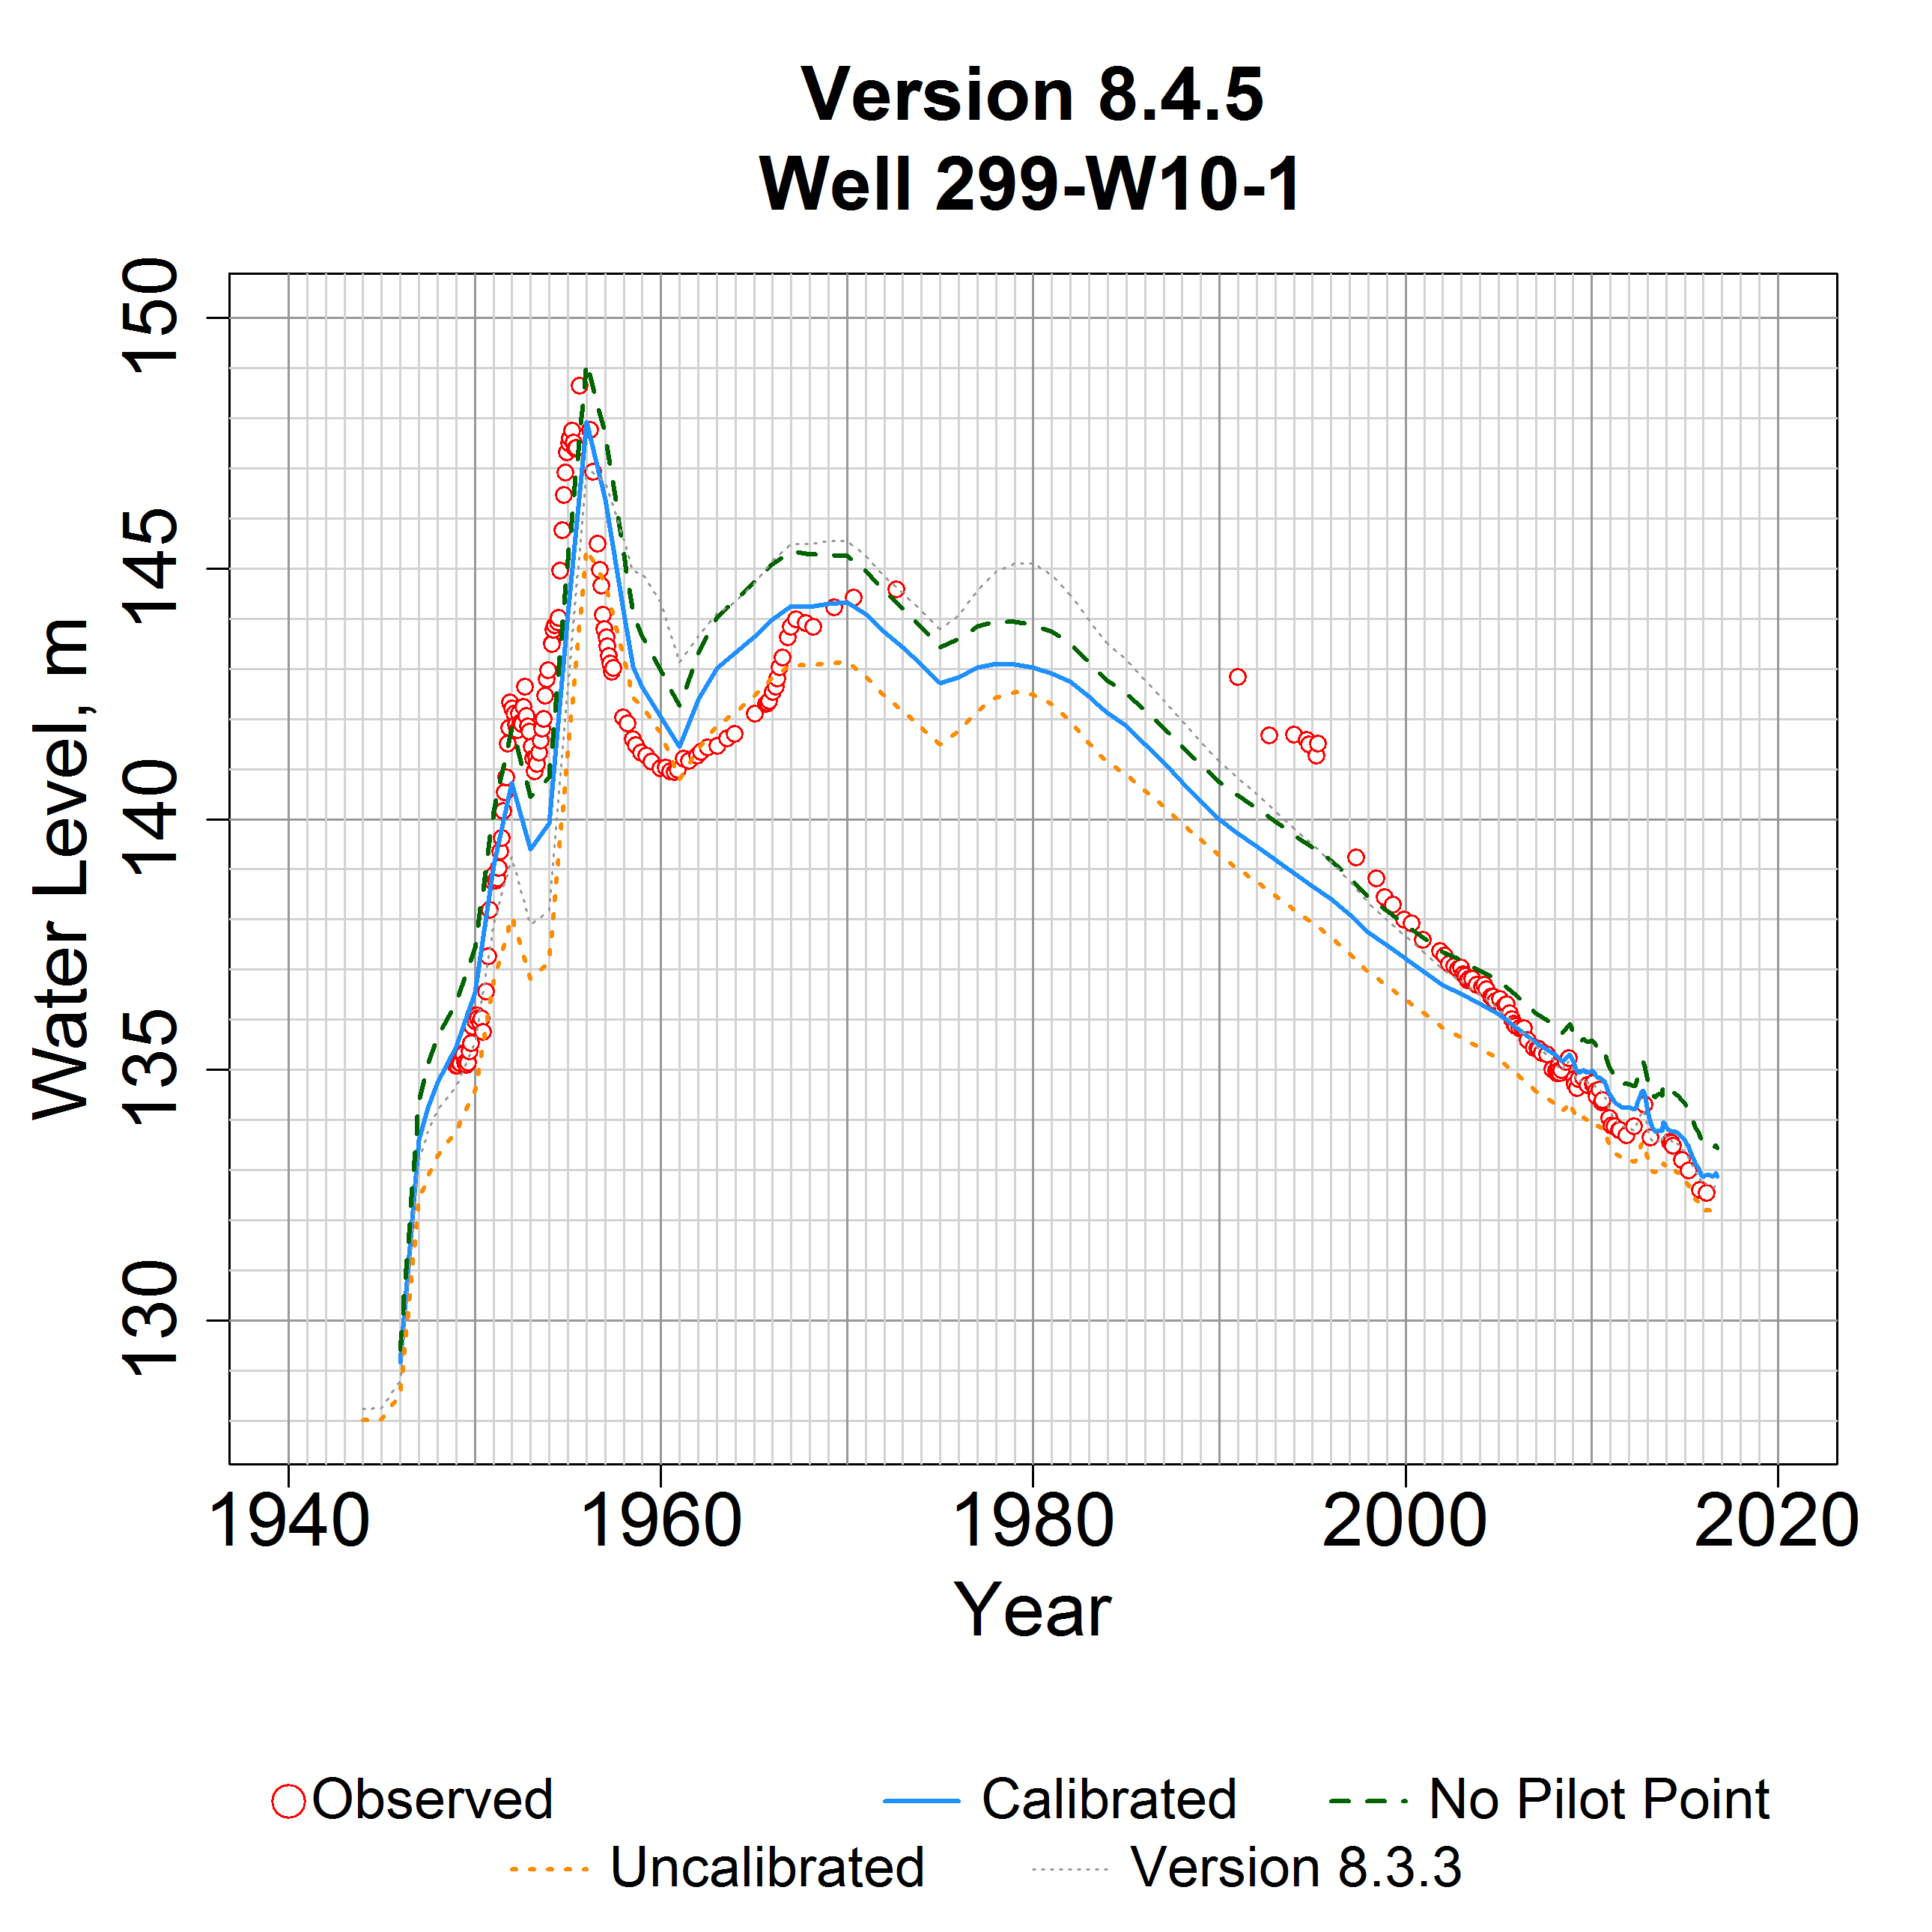 Version 8.4.5
Well 299-W10-1
Water Level, m
150
145
140
135
130
1940 1960 1980 2000 2020
Year
Observed Calibrated No Pilot Point
Uncalibrated Version 8.3.3